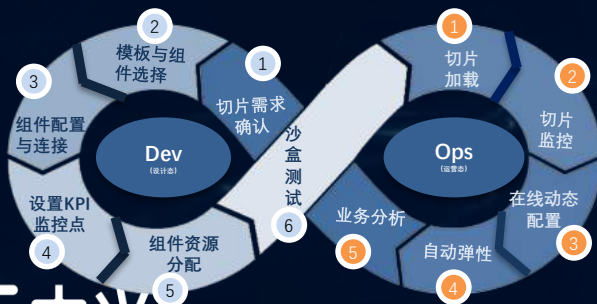 1
切片需求
确认
2
模板与组
件选择
3
组件配置
与连接
设置KPI
监控点
4
组件资源
分配
5
沙
盒
测
试
6
Dev
(设计态)
1
切片
加载
2
切片
监控
在线动态
配置
3
自动弹性
4
业务分析
5
Ops
(运营态)